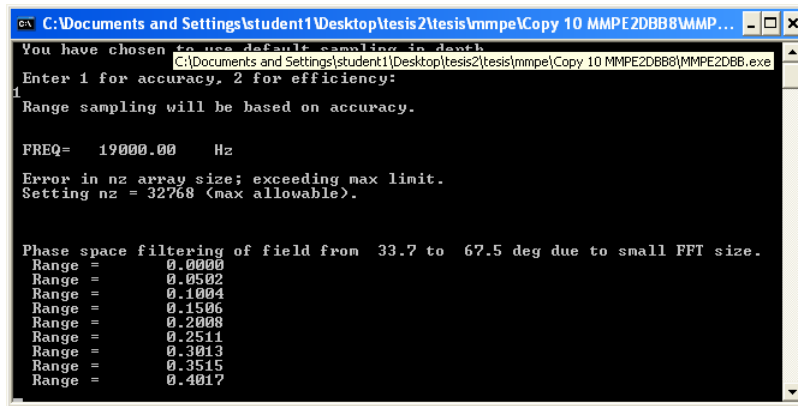 C:\Documents and Settings\student1\Desktop\tesis2\tesis\mmpe\Copy 10 MMPE2DBB8\MMP...
You have chosen to use default sampling in depth
C:\Documents and Settings\student1\Desktop\tesis2\tesis\mmpe\Copy 10 MMPE2DBB8\MMPE2DBB.exe
Enter 1 for accuracy, 2 for efficiency:
1
Range sampling will be based on accuracy.
FREQ= 19000.00 Hz
Error in nz array size; exceeding max limit.
Setting nz = 32768 (max allowable).
Phase space filtering of field from 33.7 to 67.5 deg due to small FFT size.
Range = 0.0000
Range = 0.0502
Range = 0.1004
Range = 0.1506
Range = 0.2008
Range = 0.2511
Range = 0.3013
Range = 0.3515
Range = 0.4017